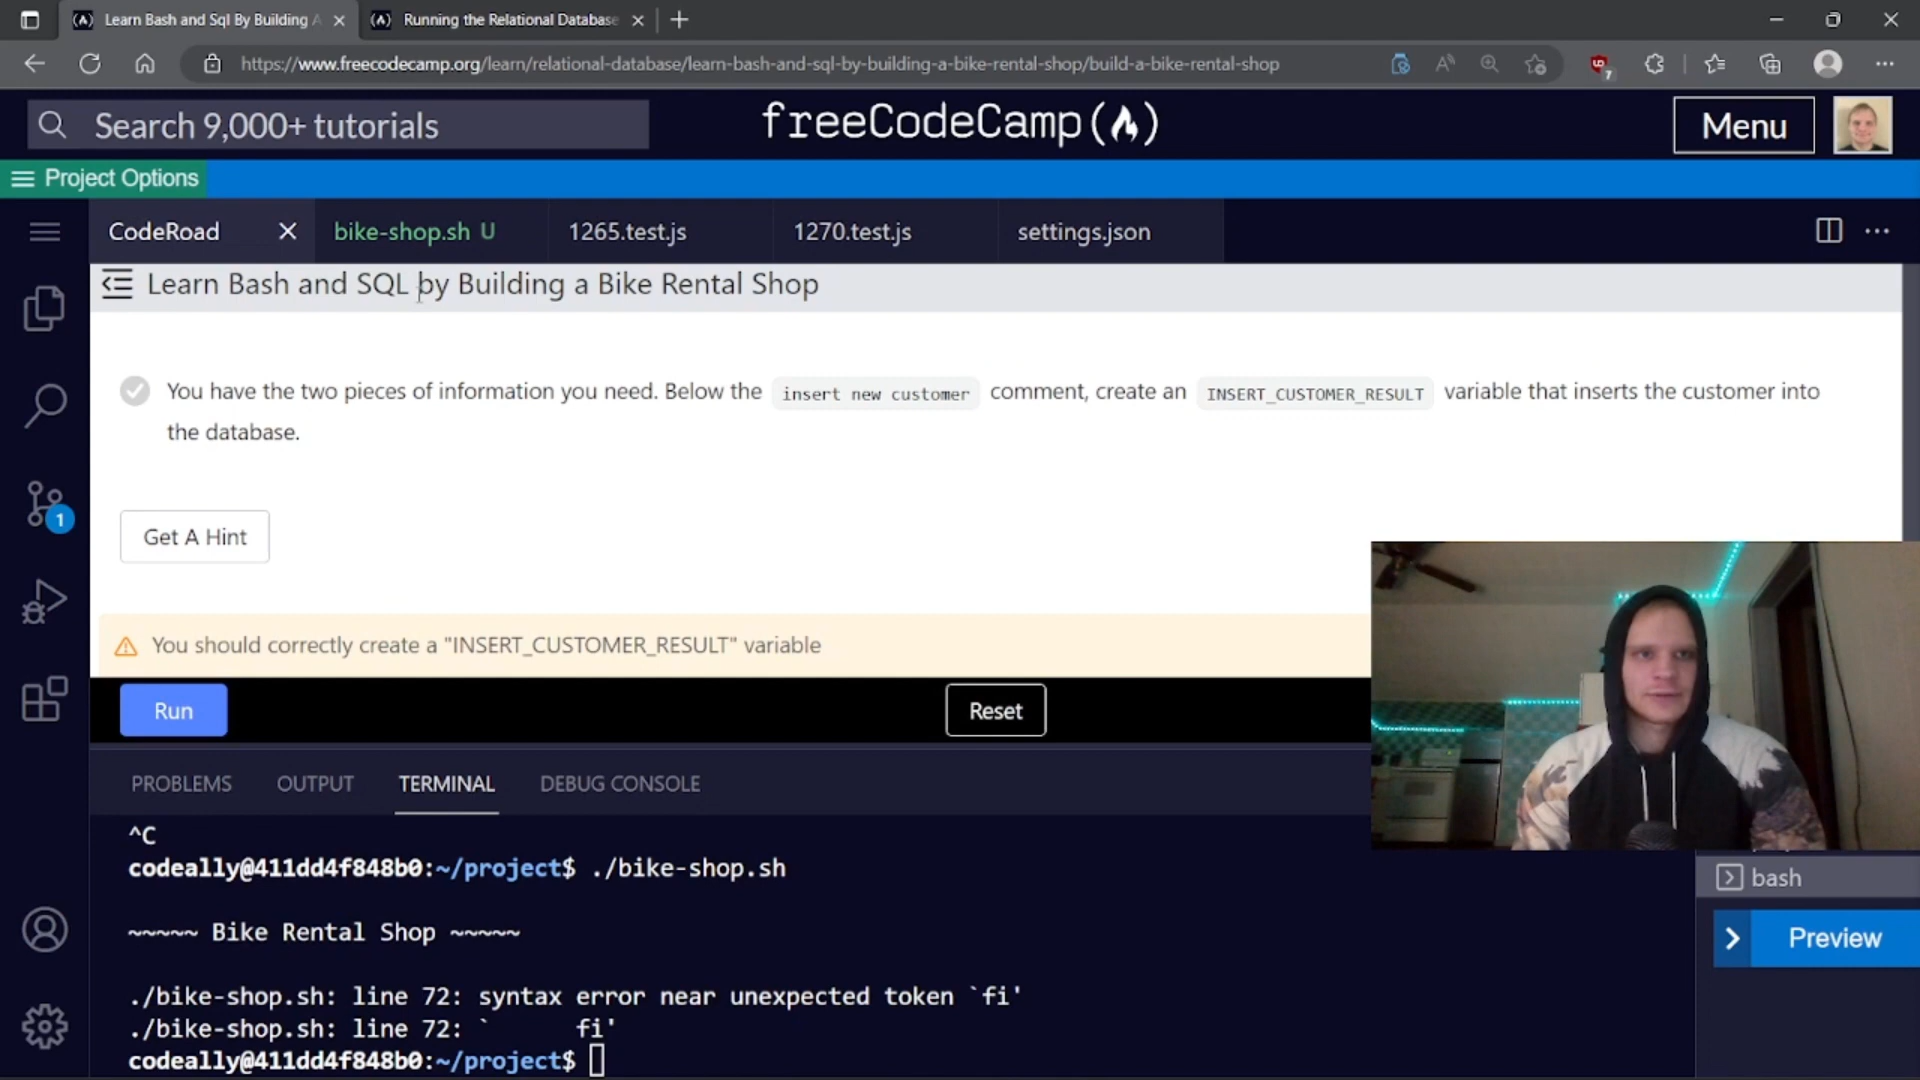 Learn Bash and Sql By Building A
Running the Relational Database
https://www.freecodecamp.org/learn/relational-database/learn-bash-and-sql-by-building-a-bike-rental-shop/build-a-bike-rental-shop
7
Search 9,000+ tutorials
freeCodeCamp
Menu
Project Options
CodeRoad
bike-shop.sh U
1265.test.js
1270.test.js
settings.json
Learn Bash and SQL by Building a Bike Rental Shop
You have the two pieces of information you need. Below the insert new customer comment, create an INSERT_CUSTOMER_RESULT variable that inserts the customer into
the database.
1
Get A Hint
You should correctly create a "INSERT_CUSTOMER_RESULT" variable
Run
Reset
PROBLEMS
OUTPUT
TERMINAL
DEBUG CONSOLE
^C
codeally@411dd4f848b0:~/project$ ./bike-shop.sh
~~~~~ Bike Rental Shop ~~~~~
./bike-shop.sh: line 72: syntax error near unexpected token `fi'
./bike-shop.sh: line 72: `      fi'
codeally@411dd4f848b0:~/project$
bash
Preview